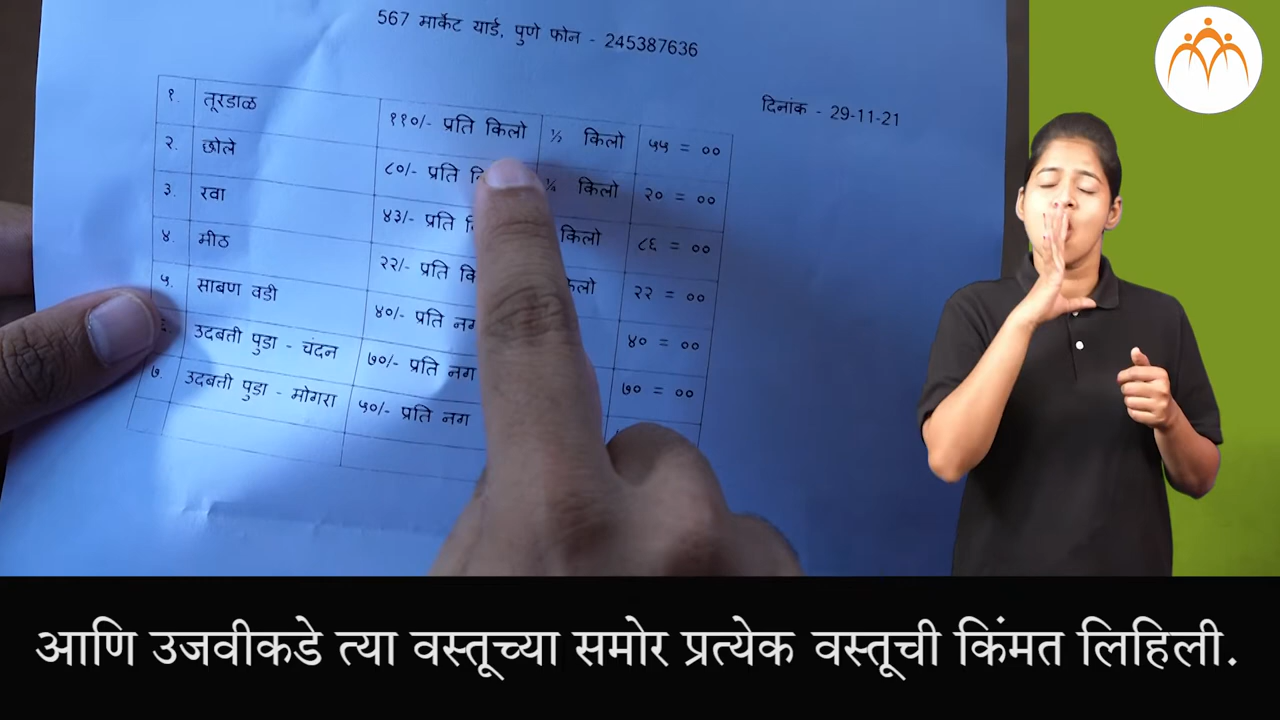 567 मार्केट यार्ड, पुणे फोन - 245387636
दिनांक - 29-11-21
१. तूरडाळ ११०/- प्रति किलो ½ किलो ५५ = ००
२. छोले ८०/- प्रति ¼ किलो २० = ००
३. रवा ४३/- प्रति किलो ८६ = ००
४. मीठ २२/- प्रति २२ = ००
५. साबण वडी ४०/- प्रति नग ४० = ००
उदबती पुडा - चंदन ७०/- प्रति नग ७० = ००
७. उदबती पुडा - मोगरा ५०/- प्रति नग
आणि उजवीकडे त्या वस्तूच्या समोर प्रत्येक वस्तूची किंमत लिहिली.